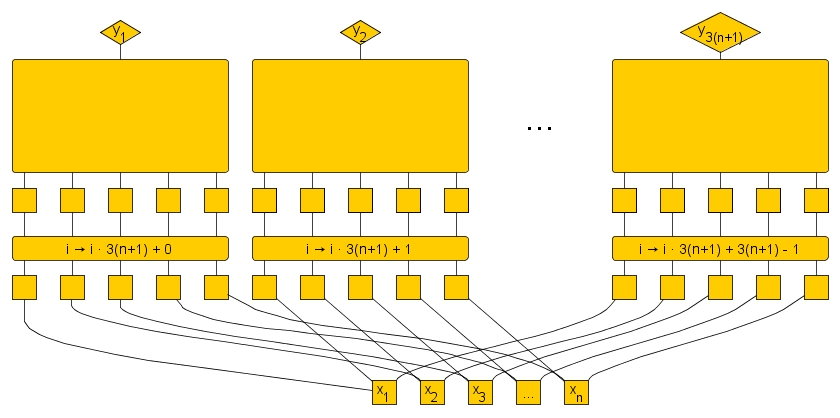 y₁ y₂ y₃₍ₙ₊₁₎
...
i → i · 3(n+1) + 0 i → i · 3(n+1) + 1 i → i · 3(n+1) + 3(n+1) - 1
x₁ x₂ x₃ ... xₙ